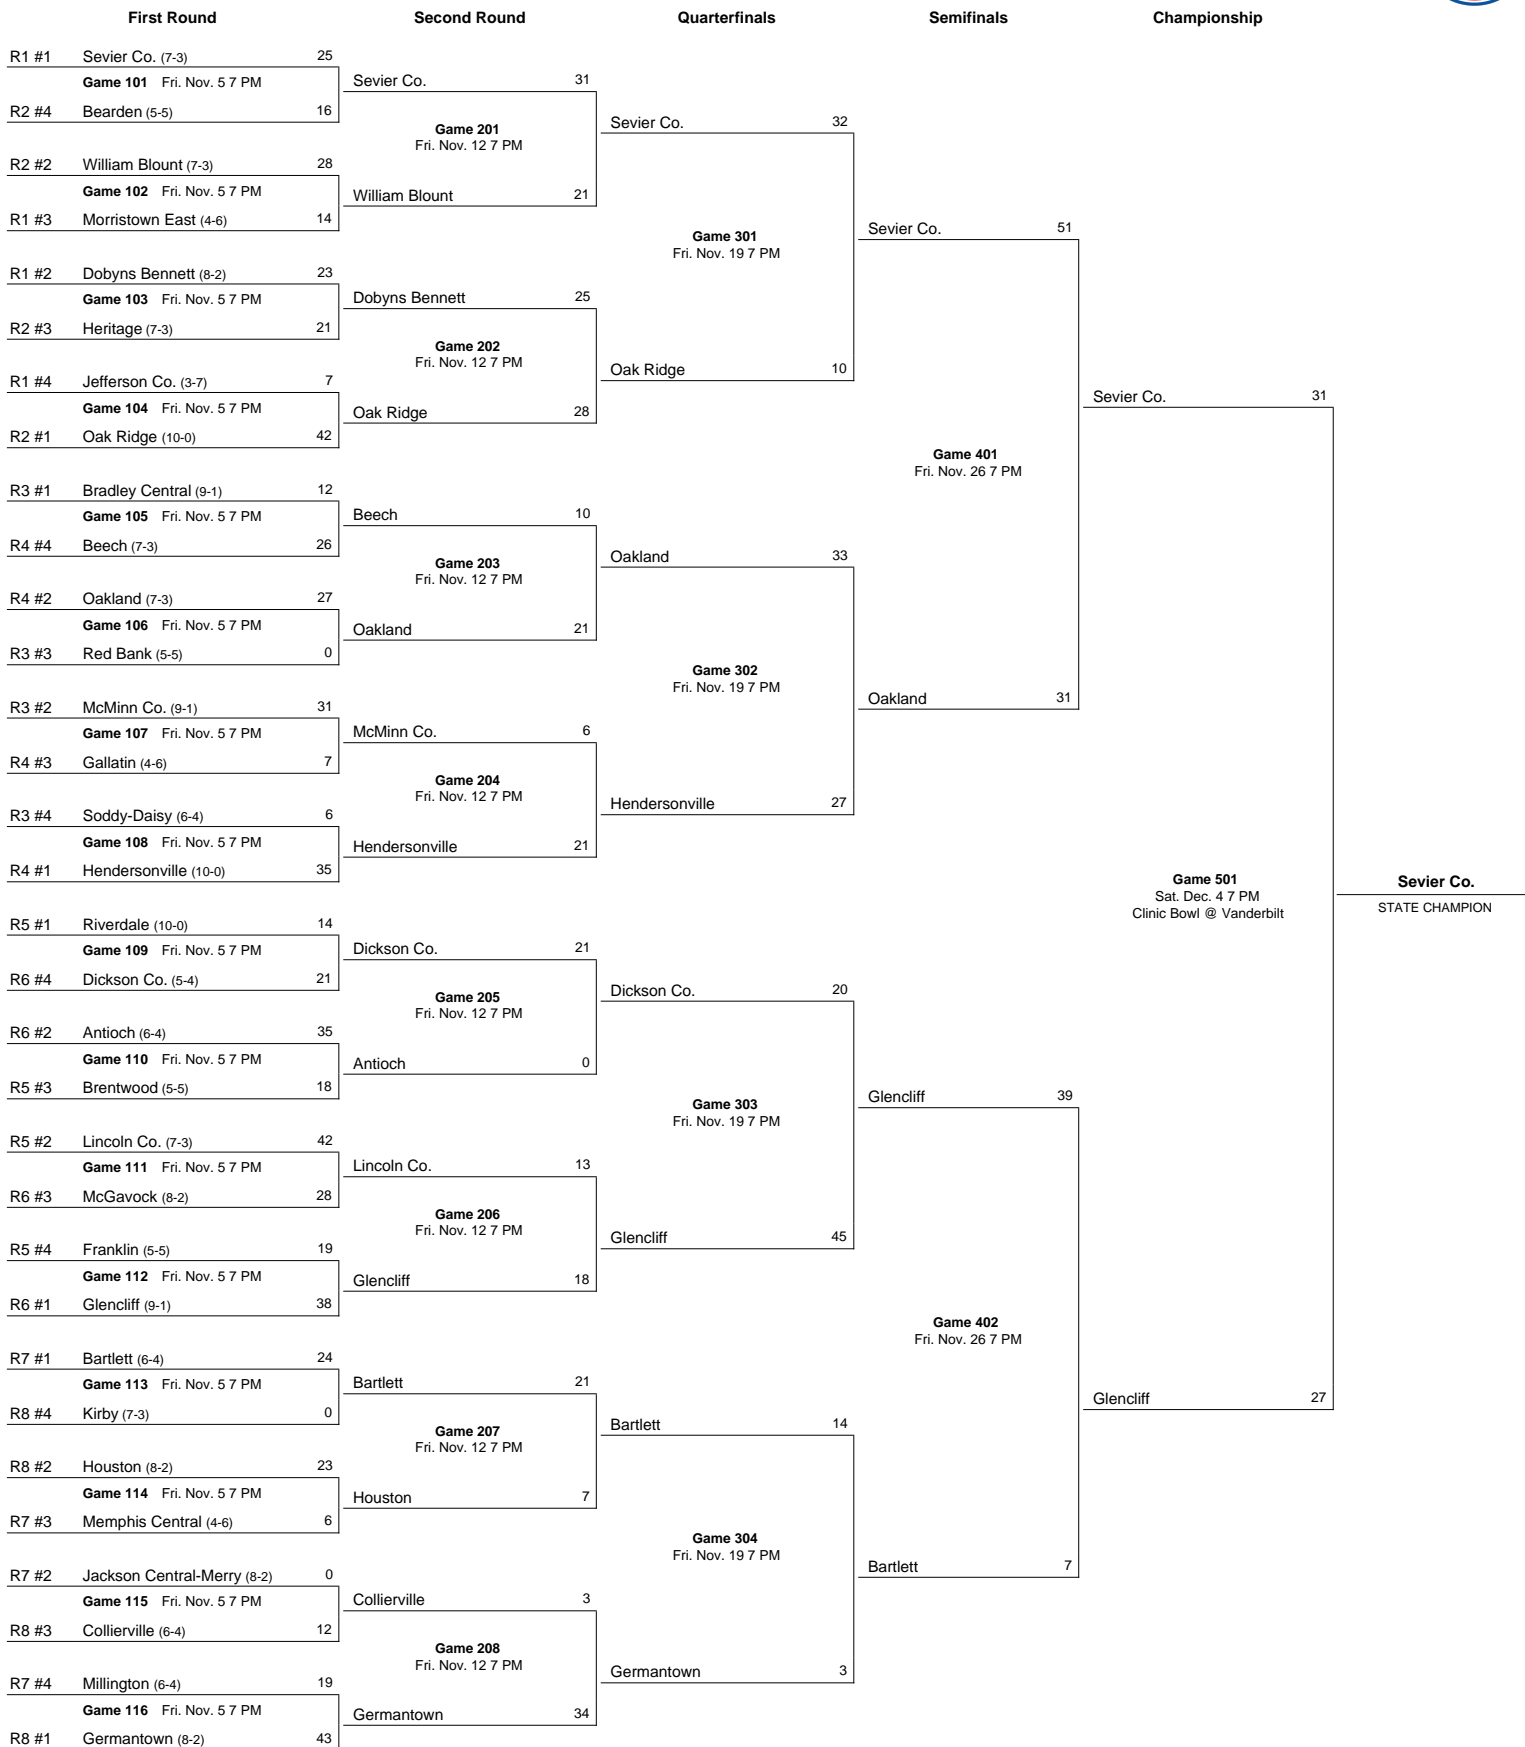 First Round Second Round Quarterfinals Semifinals Championship
R1 #1 Sevier Co. (7-3) 25
Game 101 Fri. Nov. 5 7 PM
R2 #4 Bearden (5-5) 16
R2 #2 William Blount (7-3) 28
Game 102 Fri. Nov. 5 7 PM
R1 #3 Morristown East (4-6) 14
R1 #2 Dobyns Bennett (8-2) 23
Game 103 Fri. Nov. 5 7 PM
R2 #3 Heritage (7-3) 21
R1 #4 Jefferson Co. (3-7) 7
Game 104 Fri. Nov. 5 7 PM
R2 #1 Oak Ridge (10-0) 42
R3 #1 Bradley Central (9-1) 12
Game 105 Fri. Nov. 5 7 PM
R4 #4 Beech (7-3) 26
R4 #2 Oakland (7-3) 27
Game 106 Fri. Nov. 5 7 PM
R3 #3 Red Bank (5-5) 0
R3 #2 McMinn Co. (9-1) 31
Game 107 Fri. Nov. 5 7 PM
R4 #3 Gallatin (4-6) 7
R3 #4 Soddy-Daisy (6-4) 6
Game 108 Fri. Nov. 5 7 PM
R4 #1 Hendersonville (10-0) 35
R5 #1 Riverdale (10-0) 14
Game 109 Fri. Nov. 5 7 PM
R6 #4 Dickson Co. (5-4) 21
R6 #2 Antioch (6-4) 35
Game 110 Fri. Nov. 5 7 PM
R5 #3 Brentwood (5-5) 18
R5 #2 Lincoln Co. (7-3) 42
Game 111 Fri. Nov. 5 7 PM
R6 #3 McGavock (8-2) 28
R5 #4 Franklin (5-5) 19
Game 112 Fri. Nov. 5 7 PM
R6 #1 Glencliff (9-1) 38
R7 #1 Bartlett (6-4) 24
Game 113 Fri. Nov. 5 7 PM
R8 #4 Kirby (7-3) 0
R8 #2 Houston (8-2) 23
Game 114 Fri. Nov. 5 7 PM
R7 #3 Memphis Central (4-6) 6
R7 #2 Jackson Central-Merry (8-2) 0
Game 115 Fri. Nov. 5 7 PM
R8 #3 Collierville (6-4) 12
R7 #4 Millington (6-4) 19
Game 116 Fri. Nov. 5 7 PM
R8 #1 Germantown (8-2) 43
Sevier Co. 31
Game 201
Fri. Nov. 12 7 PM
William Blount 21
Dobyns Bennett 25
Game 202
Fri. Nov. 12 7 PM
Oak Ridge 28
Beech 10
Game 203
Fri. Nov. 12 7 PM
Oakland 21
McMinn Co. 6
Game 204
Fri. Nov. 12 7 PM
Hendersonville 21
Dickson Co. 21
Game 205
Fri. Nov. 12 7 PM
Antioch 0
Lincoln Co. 13
Game 206
Fri. Nov. 12 7 PM
Glencliff 18
Bartlett 21
Game 207
Fri. Nov. 12 7 PM
Houston 7
Collierville 3
Game 208
Fri. Nov. 12 7 PM
Germantown 34
Sevier Co. 32
Game 301
Fri. Nov. 19 7 PM
Oak Ridge 10
Oakland 33
Game 302
Fri. Nov. 19 7 PM
Hendersonville 27
Dickson Co. 20
Game 303
Fri. Nov. 19 7 PM
Glencliff 45
Bartlett 14
Game 304
Fri. Nov. 19 7 PM
Germantown 3
Sevier Co. 51
Game 401
Fri. Nov. 26 7 PM
Oakland 31
Glencliff 39
Game 402
Fri. Nov. 26 7 PM
Bartlett 7
Sevier Co. 31
Game 501
Sat. Dec. 4 7 PM
Clinic Bowl @ Vanderbilt
Glencliff 27
Sevier Co.
STATE CHAMPION